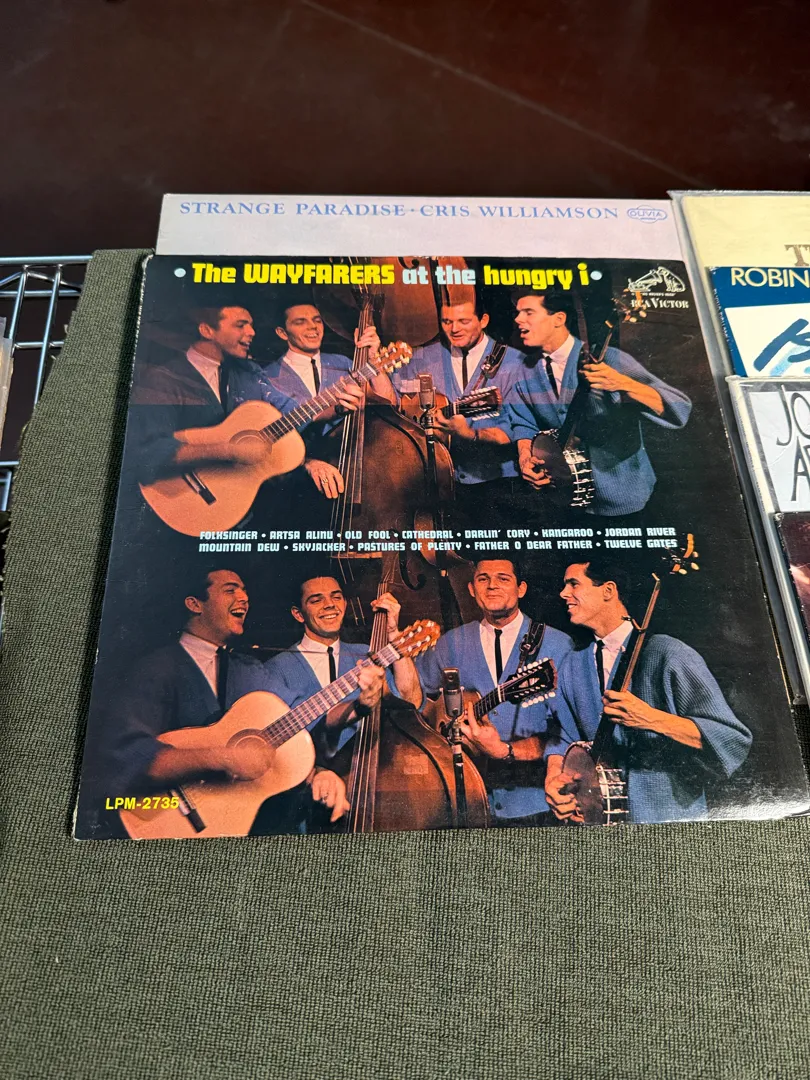 STRANGE PARADISE · CRIS WILLIAMSON OLIVIA
• The WAYFARERS at the hungry i •
RCA VICTOR
FOLKSINGER • ARTSA ALINU • OLD FOOL • CATHEDRAL • DARLIN' CORY • KANGAROO • JORDAN RIVER
MOUNTAIN DEW • SKYJACKER • PASTURES OF PLENTY • FATHER O DEAR FATHER • TWELVE GATES
LPM-2735
T
ROBIN
JO
A